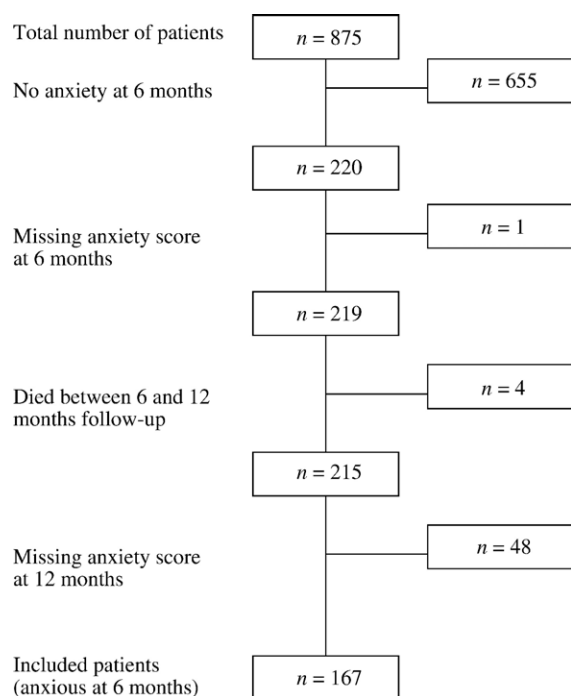 Total number of patients
n = 875
No anxiety at 6 months
n = 655
n = 220
Missing anxiety score
at 6 months
n = 1
n = 219
Died between 6 and 12
months follow-up
n = 4
n = 215
Missing anxiety score
at 12 months
n = 48
Included patients
(anxious at 6 months)
n = 167